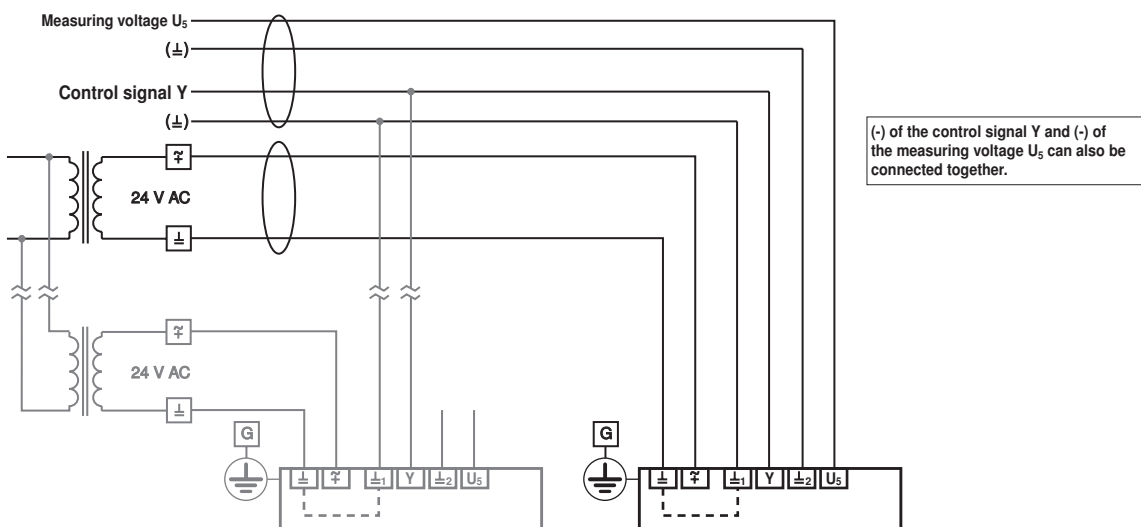 Measuring voltage U₅
(⊥)
Control signal Y
(⊥)
(-) of the control signal Y and (-) of
the measuring voltage U₅ can also be
connected together.
24 V AC
⊥
24 V AC
⊥
G
G
⊥ ⊥₁ Y ⊥₂ U₅
⊥ ⊥₁ Y ⊥₂ U₅